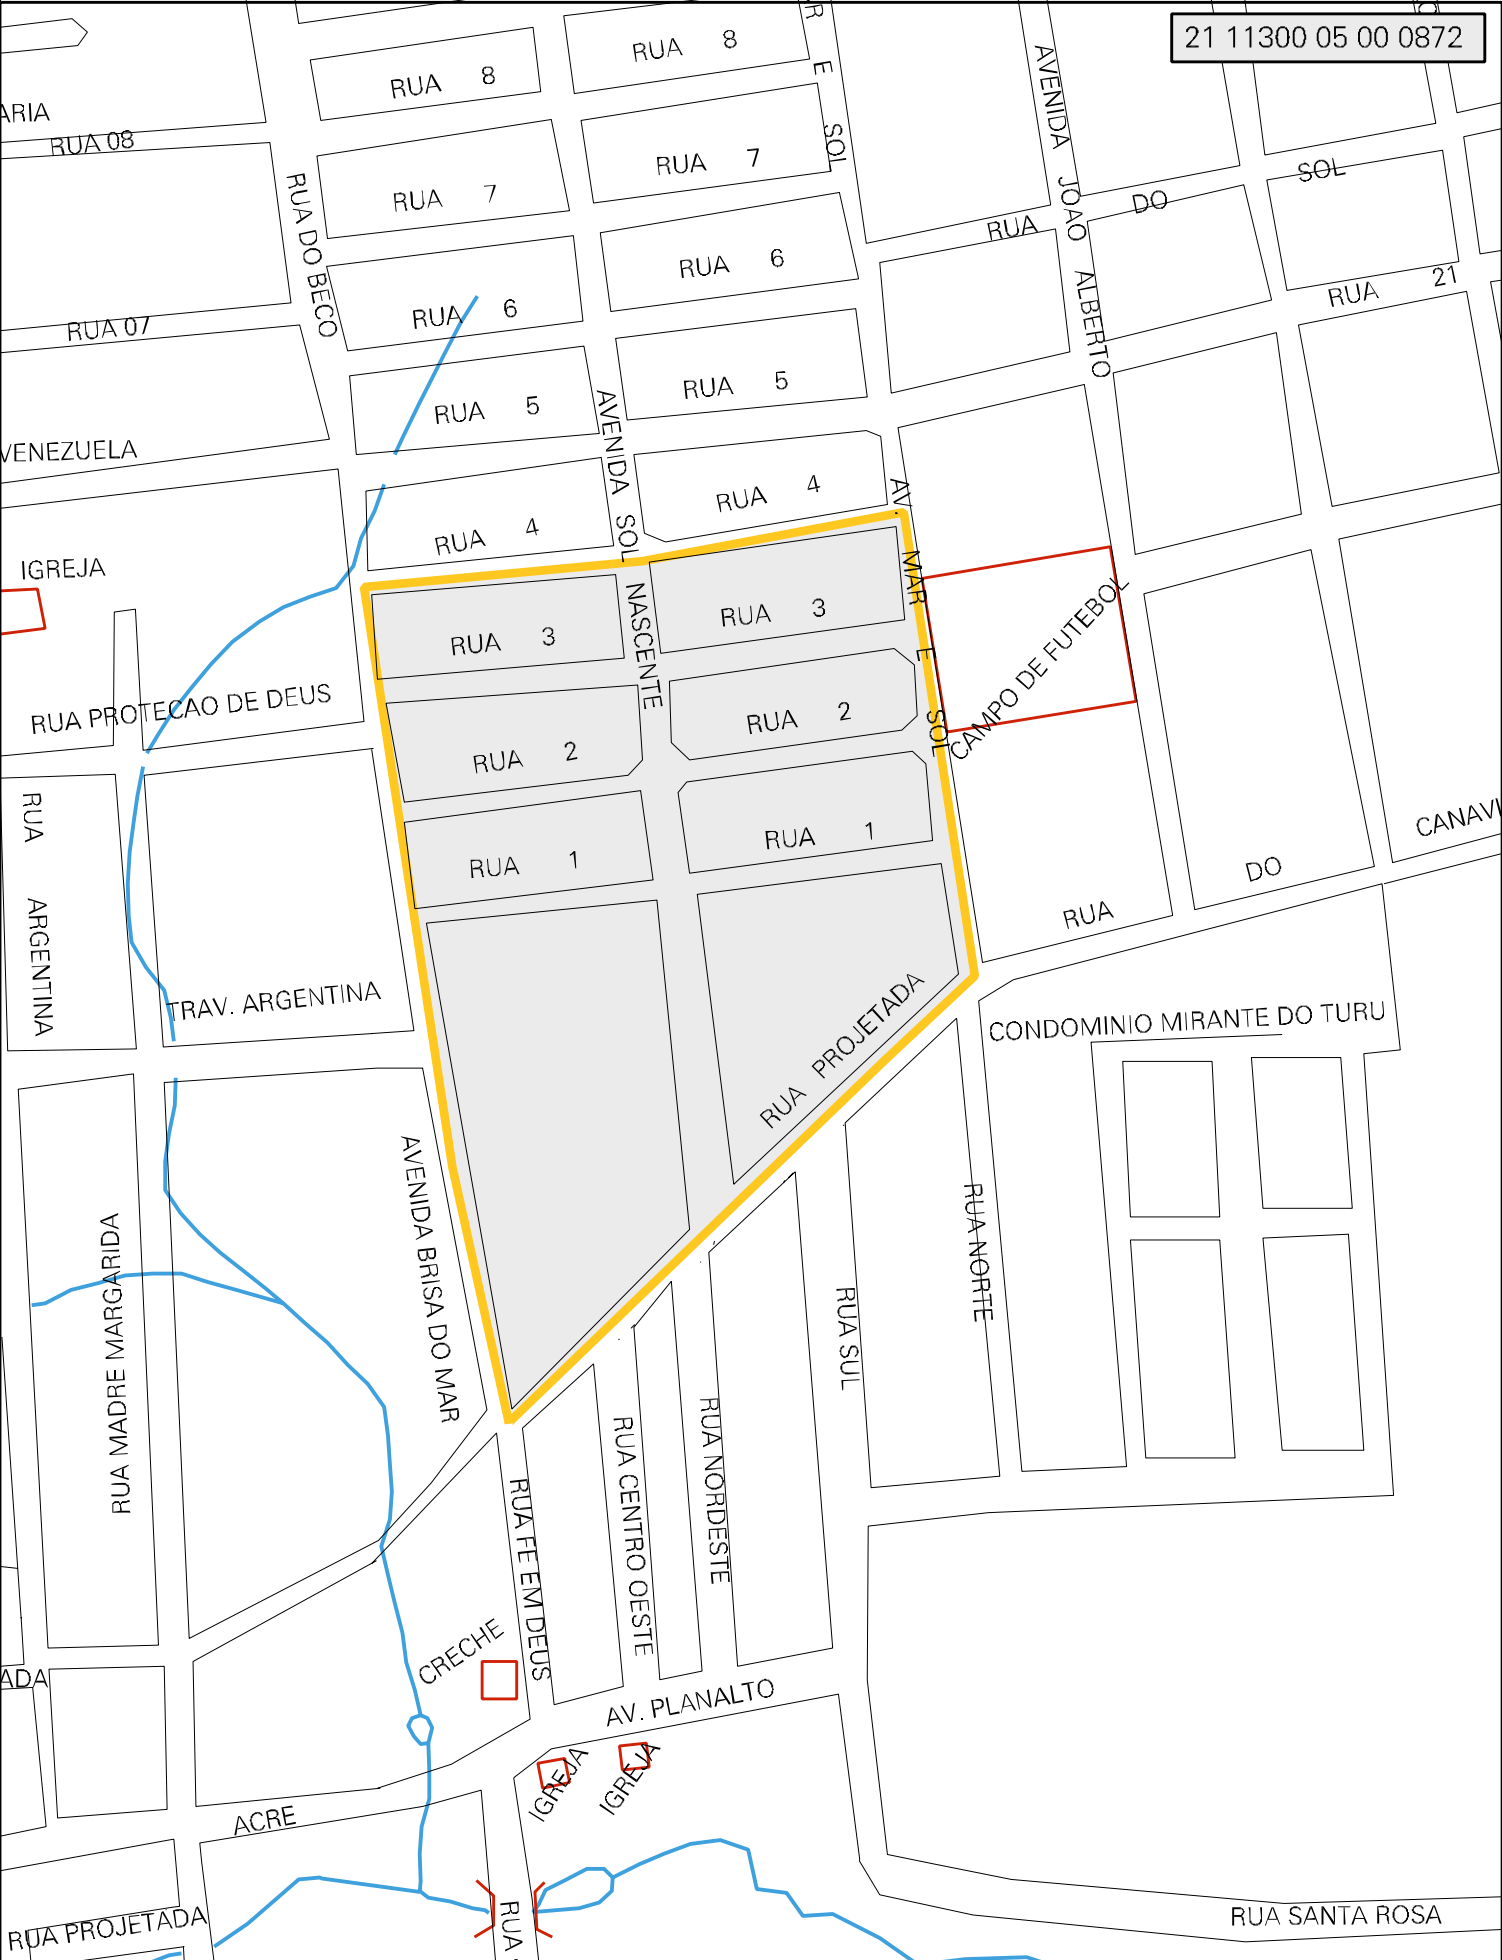 21 11300 05 00 0872
RUA 8
RUA 8
R E SOL
ARIA
RUA 08
RUA 7
RUA 7
RUA DO BECO
AVENIDA JOAO ALBERTO
RUA DO SOL
RUA 6
RUA 6
RUA 21
RUA 07
RUA 5
RUA 5
VENEZUELA
AVENIDA SOL NASCENTE
RUA 4
RUA 4
AV. MAR E SOL
IGREJA
RUA 3
RUA 3
CAMPO DE FUTEBOL
RUA PROTECAO DE DEUS
RUA 2
RUA 2
RUA ARGENTINA
RUA 1
RUA 1
RUA DO CANAVI
TRAV. ARGENTINA
RUA PROJETADA
CONDOMINIO MIRANTE DO TURU
AVENIDA BRISA DO MAR
RUA MADRE MARGARIDA
RUA NORTE
RUA SUL
RUA NORDESTE
RUA CENTRO OESTE
RUA FE EM DEUS
CRECHE
ADA
AV. PLANALTO
IGREJA
IGREJA
ACRE
RUA PROJETADA
RUA
RUA SANTA ROSA